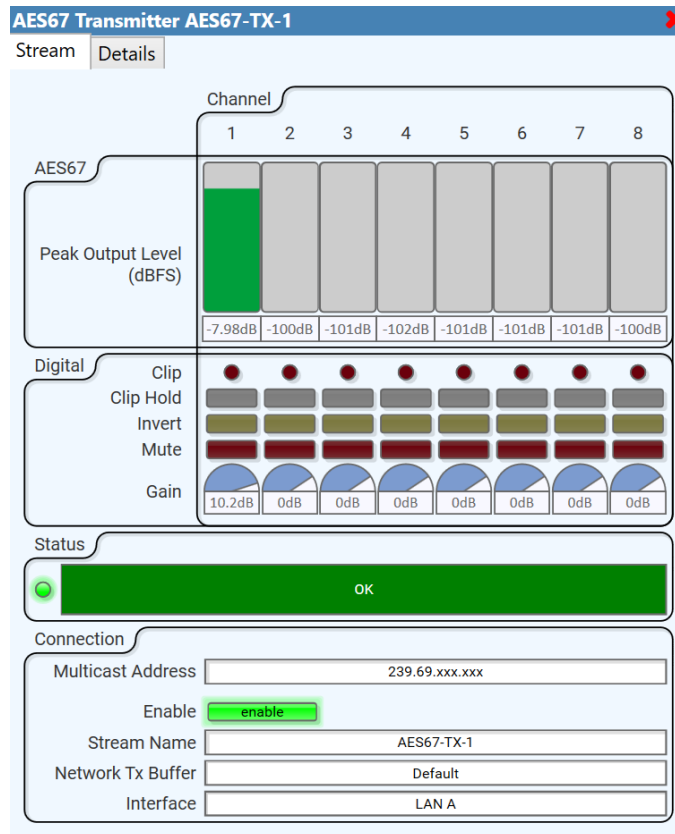 AES67 Transmitter AES67-TX-1
Stream Details
Channel
1 2 3 4 5 6 7 8
AES67
Peak Output Level
(dBFS)
-7.98dB -100dB -101dB -102dB -101dB -101dB -101dB -100dB
Digital
Clip
Clip Hold
Invert
Mute
Gain
10.2dB 0dB 0dB 0dB 0dB 0dB 0dB 0dB
Status
OK
Connection
Multicast Address 239.69.xxx.xxx
Enable enable
Stream Name AES67-TX-1
Network Tx Buffer Default
Interface LAN A